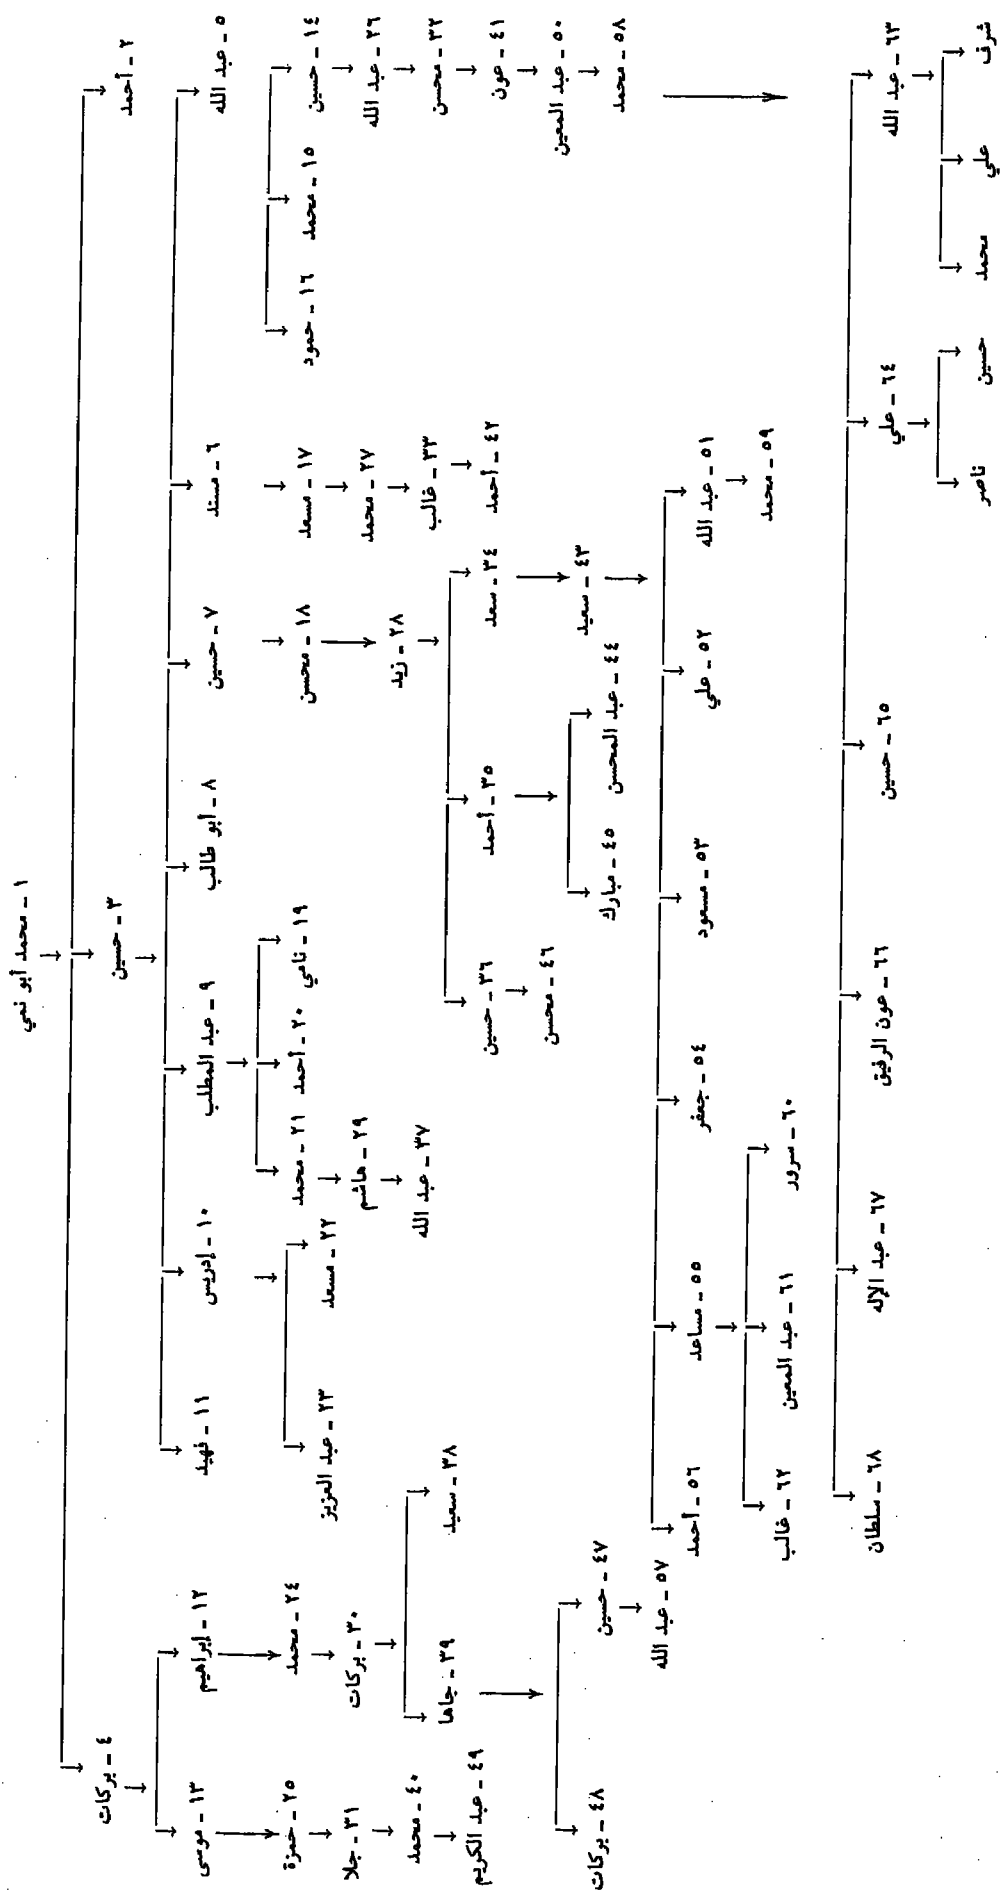 ١ - محمد أبو نمي
٢ - أحمد
٣ - حسين
٤ - بركات
٥ - عبد الله
٦ - مسند
٧ - حسين
٨ - أبو طالب
٩ - عبد المطلب
١٠ - إدريس
١١ - فهيد
١٢ - إبراهيم
١٣ - موسى
١٤ - حسين
١٥ - محمد
١٦ - حمود
١٧ - مسعد
١٨ - محسن
١٩ - نامي
٢٠ - أحمد
٢١ - محمد
٢٢ - مسعد
٢٣ - عبد العزيز
٢٤ - محمد
٢٥ - حمزة
٢٦ - عبد الله
٢٧ - محمد
٢٨ - زيد
٢٩ - هاشم
٣٠ - بركات
٣١ - جلا
٣٢ - محسن
٣٣ - غالب
٣٤ - سعد
٣٥ - أحمد
٣٦ - حسين
٣٧ - عبد الله
٣٨ - سعيد
٣٩ - جاها
٤٠ - محمد
٤١ - عون
٤٢ - أحمد
٤٣ - سعيد
٤٤ - عبد المحسن
٤٥ - مبارك
٤٦ - محسن
٤٧ - حسين
٤٨ - بركات
٤٩ - عبد الكريم
٥٠ - عبد المعين
٥١ - عبد الله
٥٢ - علي
٥٣ - مسعود
٥٤ - جعفر
٥٥ - مساعد
٥٦ - أحمد
٥٧ - عبد الله
٥٨ - محمد
٥٩ - محمد
٦٠ - سرور
٦١ - عبد المعين
٦٢ - غالب
٦٣ - عبد الله
٦٤ - علي
٦٥ - حسين
٦٦ - عون الرفيق
٦٧ - عبد الإله
٦٨ - سلطان
شرف
علي
محمد
حسين
ناصر